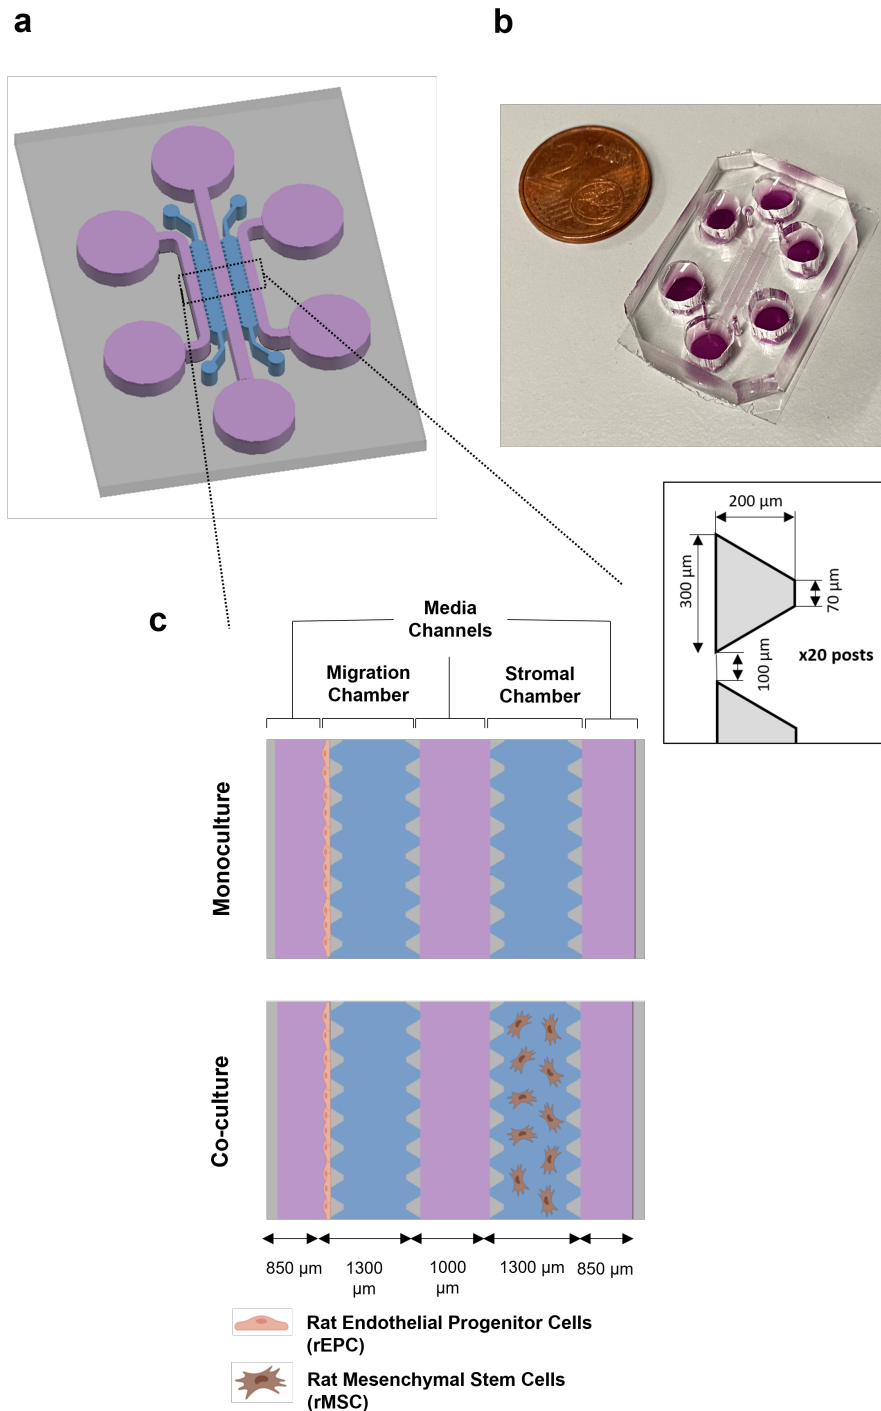 a
b
200 µm
300 µm
70 µm
100 µm
x20 posts
c
Media
Channels
Migration
Chamber
Stromal
Chamber
Monoculture
Co-culture
850 µm
1300
µm
1000
µm
1300 µm
850 µm
Rat Endothelial Progenitor Cells
(rEPC)
Rat Mesenchymal Stem Cells
(rMSC)